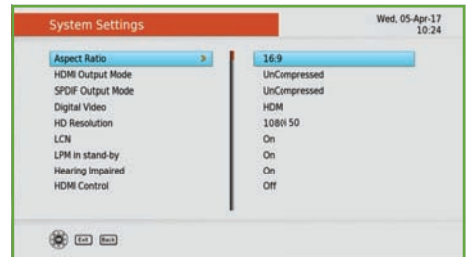 System Settings
Wed, 05-Apr-17
10:24
Aspect Ratio 16:9
HDMI Output Mode UnCompressed
SPDIF Output Mode UnCompressed
Digital Video HDM
HD Resolution 1080i 50
LCN On
LPM in stand-by On
Hearing Impaired On
HDMI Control Off
OK Exit Back